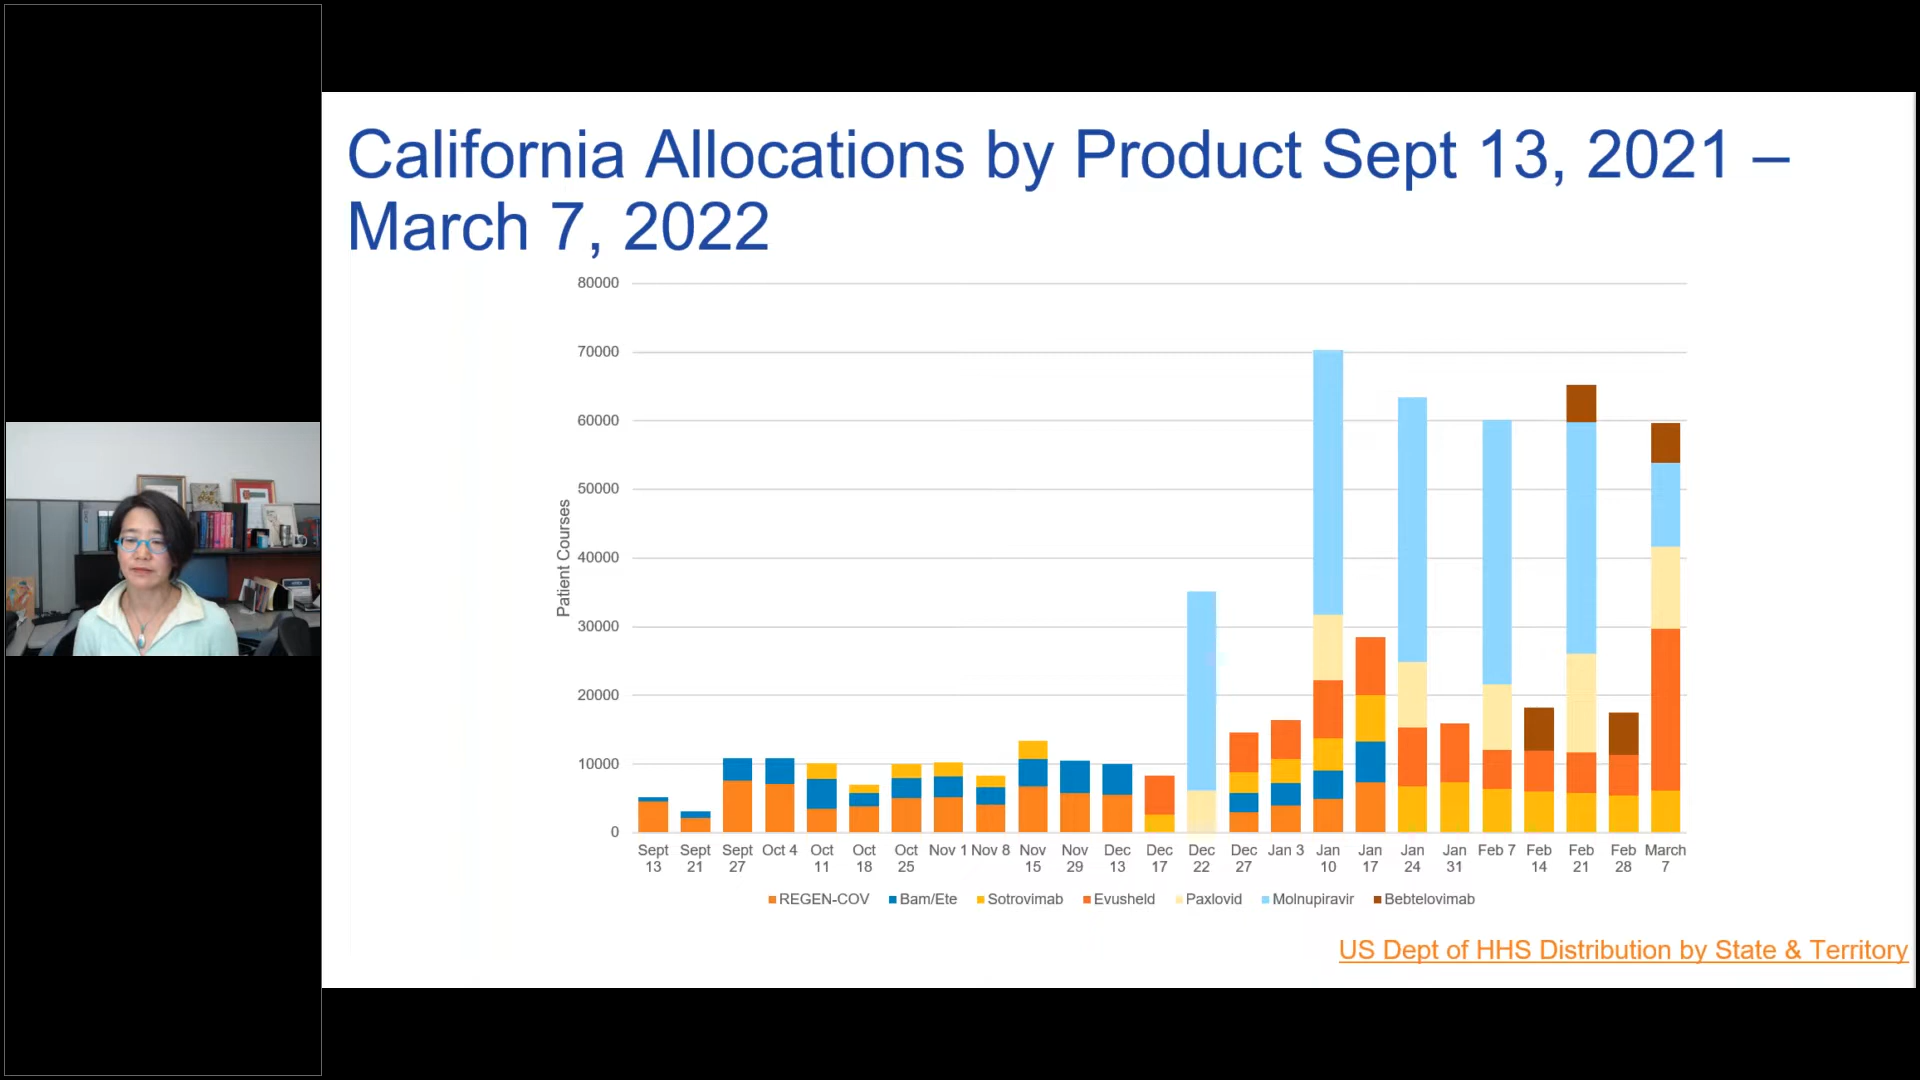 California Allocations by Product Sept 13, 2021 –
March 7, 2022
80000
70000
60000
50000
40000
30000
20000
10000
0
Patient Courses
Sept 13
Sept 21
Sept 27
Oct 4
Oct 11
Oct 18
Oct 25
Nov 1
Nov 8
Nov 15
Nov 29
Dec 13
Dec 17
Dec 22
Dec 27
Jan 3
Jan 10
Jan 17
Jan 24
Jan 31
Feb 7
Feb 14
Feb 21
Feb 28
March 7
REGEN-COV Bam/Ete Sotrovimab Evusheld Paxlovid Molnupiravir Bebtelovimab
US Dept of HHS Distribution by State & Territory